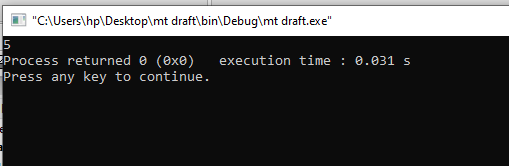 "C:\Users\hp\Desktop\mt draft\bin\Debug\mt draft.exe"
5
Process returned 0 (0x0)   execution time : 0.031 s
Press any key to continue.